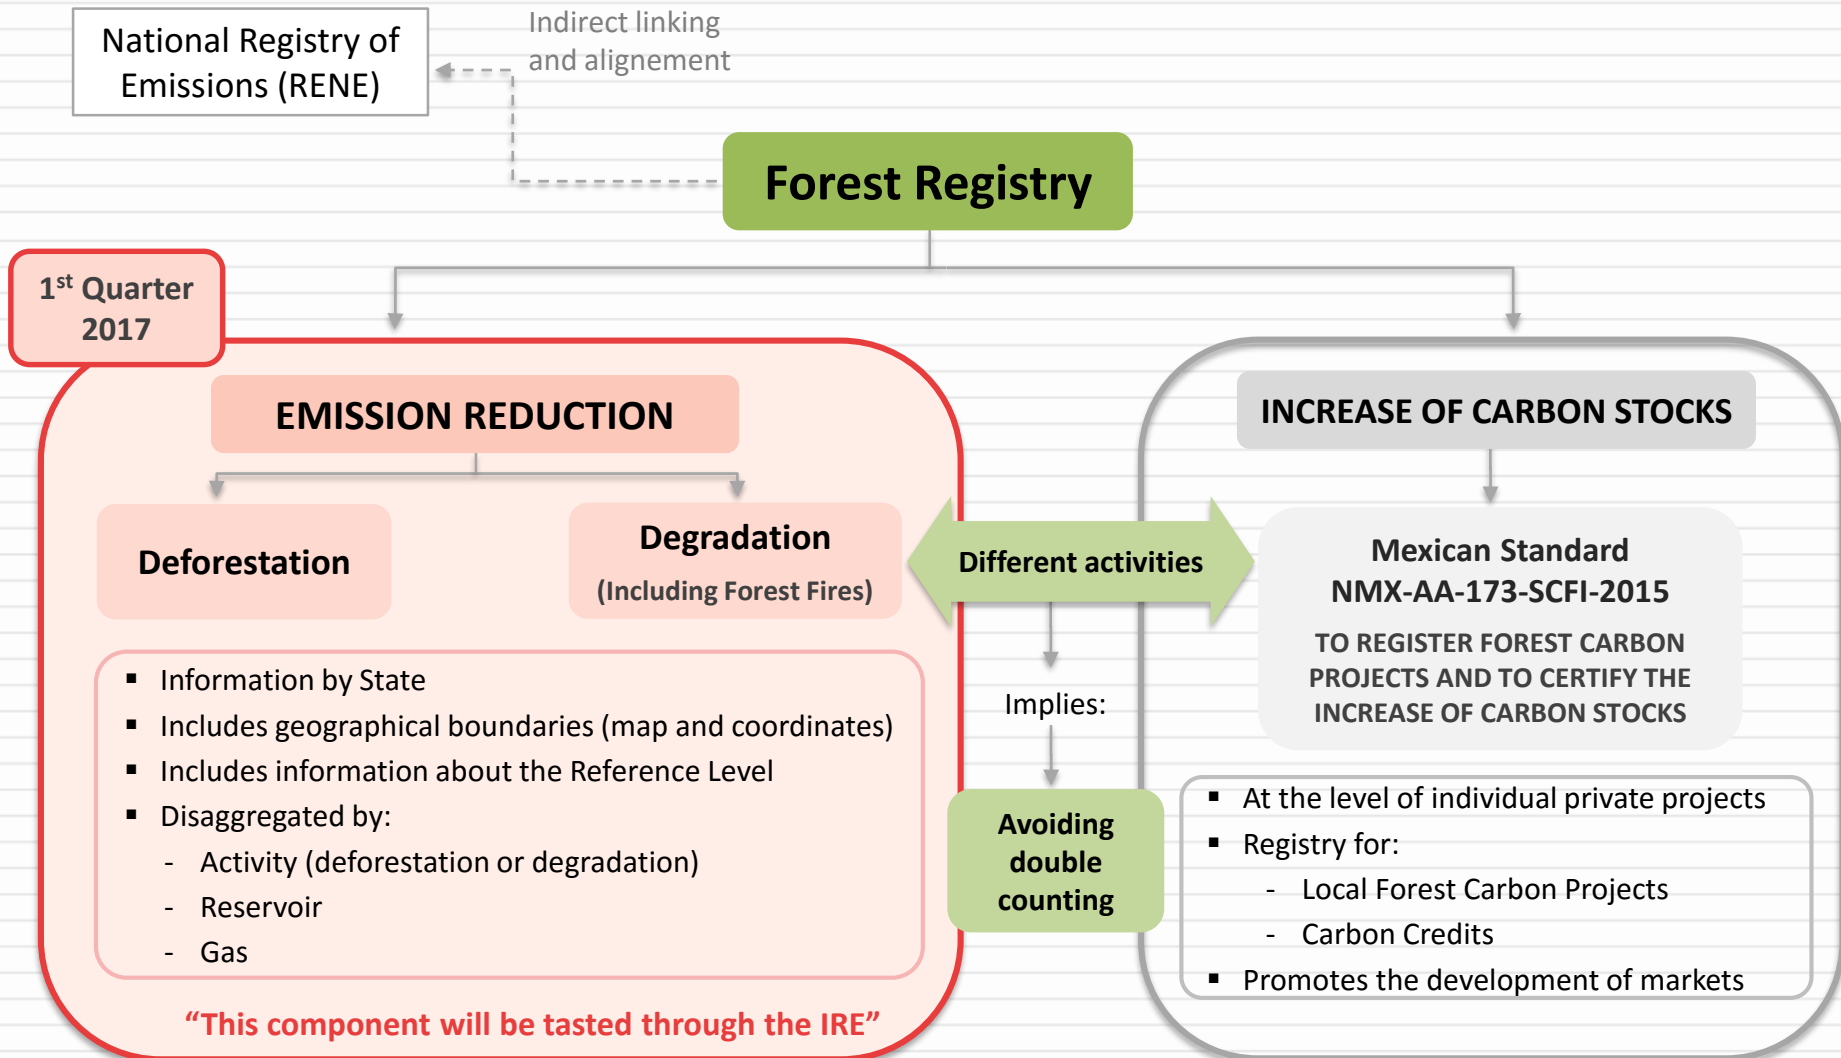 National Registry of
Emissions (RENE)
Indirect linking
and alignement
Forest Registry
1st Quarter
2017
EMISSION REDUCTION
Deforestation
Degradation
(Including Forest Fires)
▪ Information by State
▪ Includes geographical boundaries (map and coordinates)
▪ Includes information about the Reference Level
▪ Disaggregated by:
- Activity (deforestation or degradation)
- Reservoir
- Gas
“This component will be tasted through the IRE”
Different activities
Implies:
Avoiding
double
counting
INCREASE OF CARBON STOCKS
Mexican Standard
NMX-AA-173-SCFI-2015
TO REGISTER FOREST CARBON
PROJECTS AND TO CERTIFY THE
INCREASE OF CARBON STOCKS
▪ At the level of individual private projects
▪ Registry for:
- Local Forest Carbon Projects
- Carbon Credits
▪ Promotes the development of markets